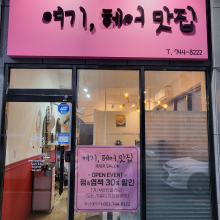 여기, 헤어 맛집
T. 744-8222
여기, 헤어 맛집
HAIR SALON
- OPEN EVENT -
펌&염색 30% 할인